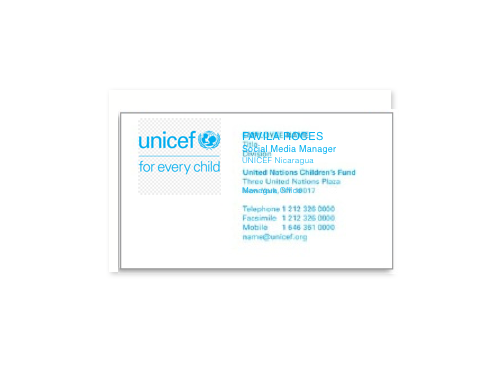 unicef
for every child
FAVILA ROCES
Social Media Manager
UNICEF Nicaragua
United Nations Children's Fund
Three United Nations Plaza
Telephone 1 212 326 0000
Facsimile 1 212 326 0000
Mobile 1 646 361 0000
name@unicef.org